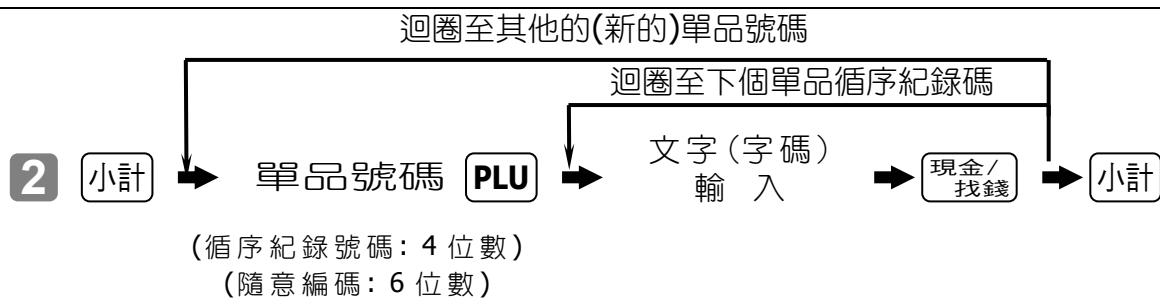 迴圈至其他的(新的)單品號碼
迴圈至下個單品循序紀錄碼
2 小計 單品號碼 PLU 文字(字碼)輸 入 現金/找錢 小計
(循序紀錄號碼: 4 位數)
(隨意編碼: 6 位數)